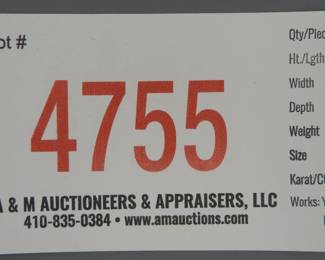 ot #
4755
A & M AUCTIONEERS & APPRAISERS, LLC
410-835-0384 • www.amauctions.com
Qty/Piec
Ht./Lgth
Width
Depth
Weight
Size
Karat/Ct
Works: Y